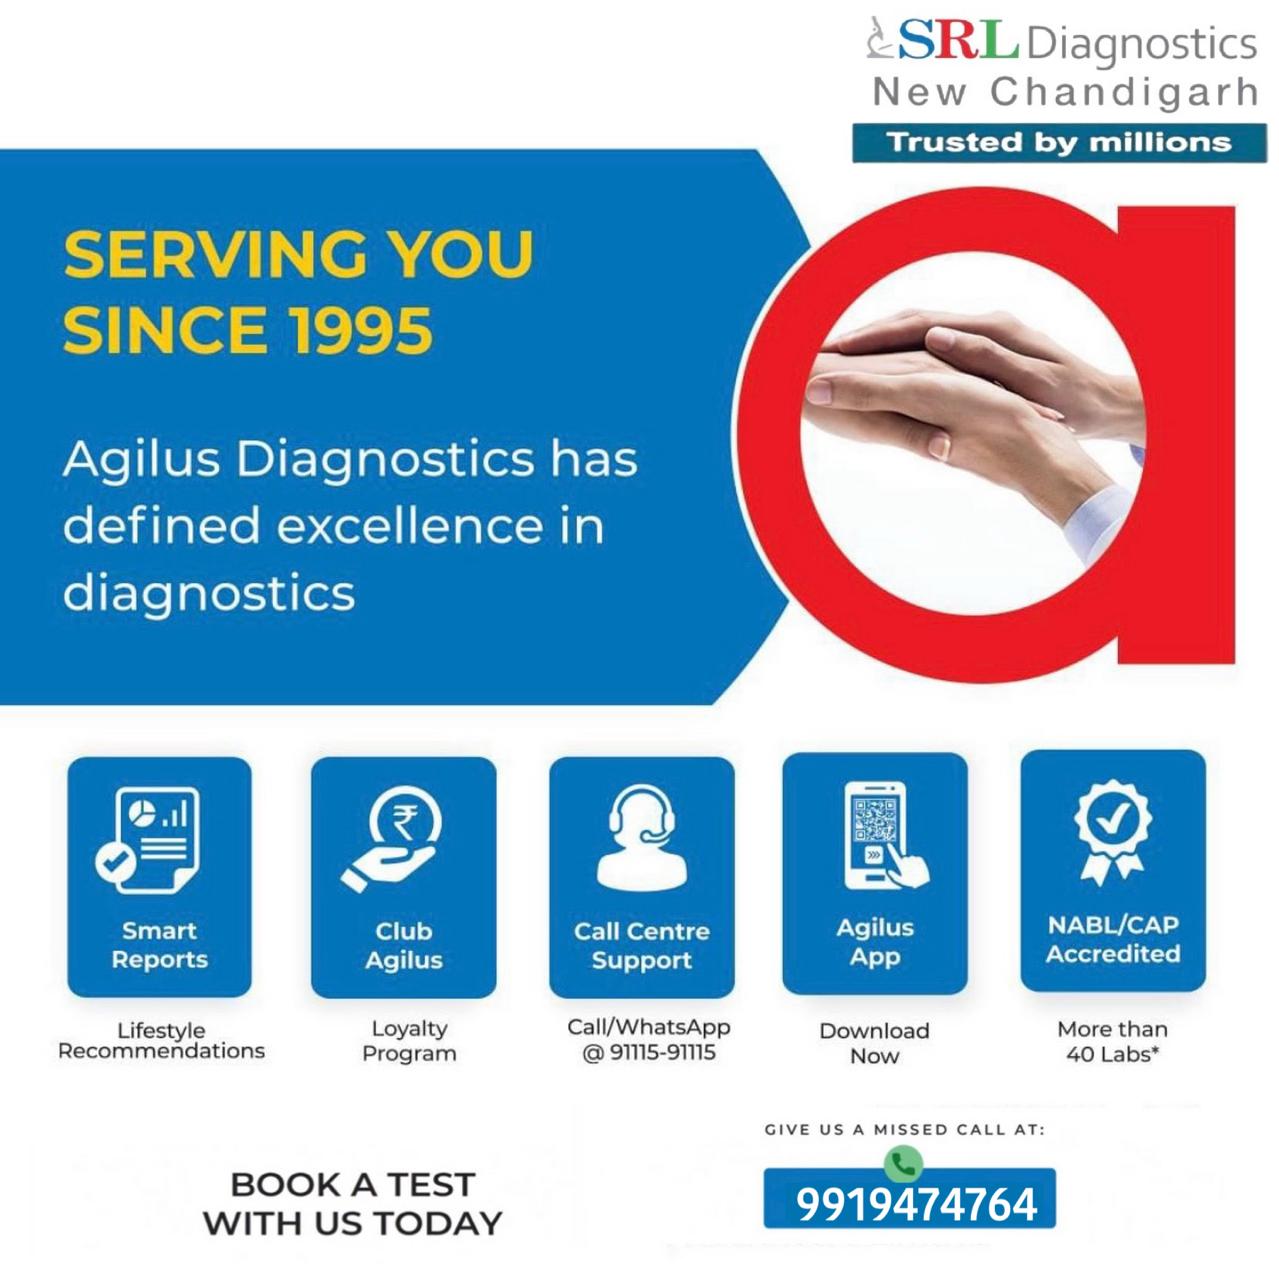 SRL Diagnostics
New Chandigarh
Trusted by millions
SERVING YOU
SINCE 1995
Agilus Diagnostics has
defined excellence in
diagnostics
₹
Smart
Reports
Club
Agilus
Call Centre
Support
Agilus
App
NABL/CAP
Accredited
Lifestyle
Recommendations
Loyalty
Program
Call/WhatsApp
@ 91115-91115
Download
Now
More than
40 Labs*
BOOK A TEST
WITH US TODAY
GIVE US A MISSED CALL AT:
9919474764